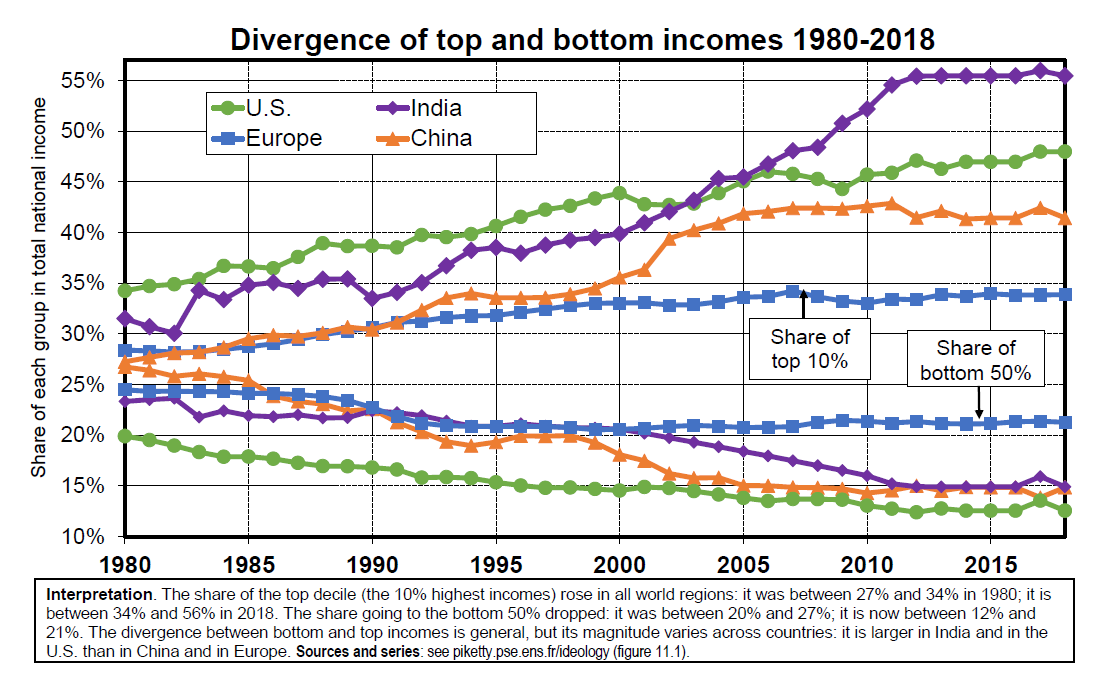 Divergence of top and bottom incomes 1980-2018
Share of each group in total national income
55%
50%
45%
40%
35%
30%
25%
20%
15%
10%
U.S.
India
Europe
China
Share of
top 10%
Share of
bottom 50%
1980
1985
1990
1995
2000
2005
2010
2015
Interpretation. The share of the top decile (the 10% highest incomes) rose in all world regions: it was between 27% and 34% in 1980; it is
between 34% and 56% in 2018. The share going to the bottom 50% dropped: it was between 20% and 27%; it is now between 12% and
21%. The divergence between bottom and top incomes is general, but its magnitude varies across countries: it is larger in India and in the
U.S. than in China and in Europe. Sources and series: see piketty.pse.ens.fr/ideology (figure 11.1).